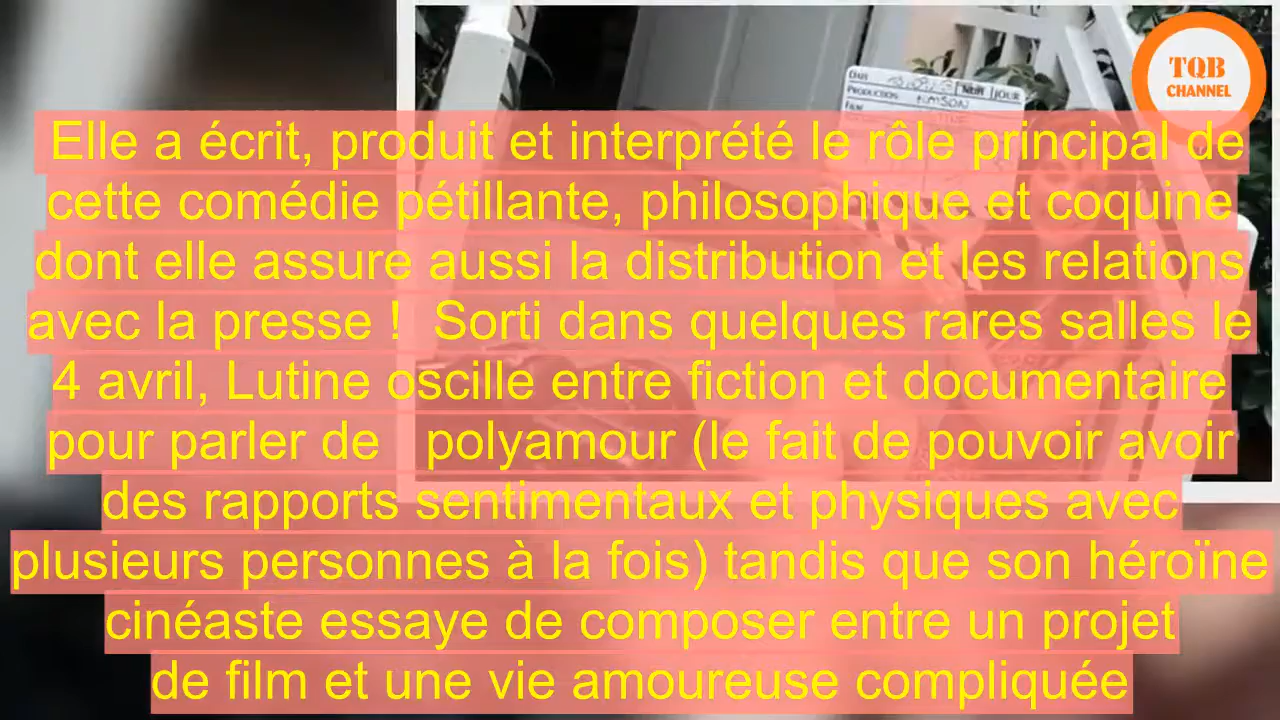 TQB
CHANNEL
DATE
NUIT JOUR
PRODUCTION
Elle a écrit, produit et interprété le rôle principal de
cette comédie pétillante, philosophique et coquine
dont elle assure aussi la distribution et les relations
avec la presse ! Sorti dans quelques rares salles le
4 avril, Lutine oscille entre fiction et documentaire
pour parler de polyamour (le fait de pouvoir avoir
des rapports sentimentaux et physiques avec
plusieurs personnes à la fois) tandis que son héroïne
cinéaste essaye de composer entre un projet
de film et une vie amoureuse compliquée